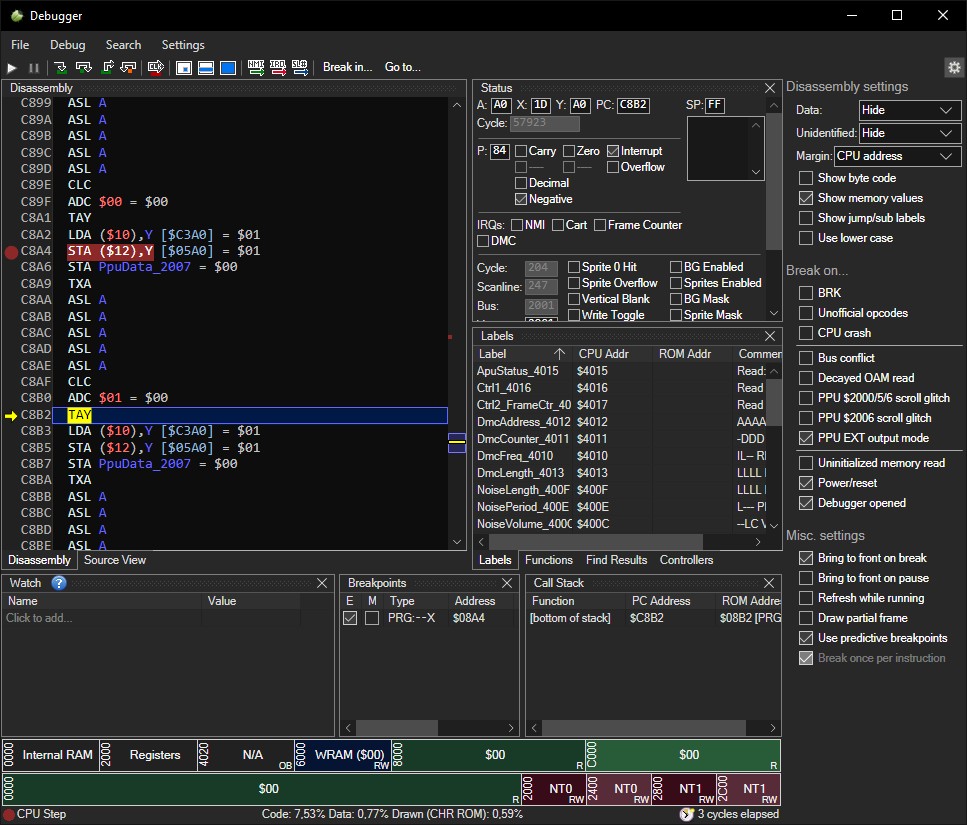 Debugger
File Debug Search Settings
NMI IRQ Break in... Go to...
Disassembly
C899 ASL A
C89A ASL A
C89B ASL A
C89C ASL A
C89D ASL A
C89E CLC
C89F ADC $00 = $00
C8A1 TAY
C8A2 LDA ($10),Y [$C3A0] = $01
C8A4 STA ($12),Y [$05A0] = $01
C8A6 STA PpuData_2007 = $00
C8A9 TXA
C8AA ASL A
C8AB ASL A
C8AC ASL A
C8AD ASL A
C8AE ASL A
C8AF CLC
C8B0 ADC $01 = $00
C8B2 TAY
C8B3 LDA ($10),Y [$C3A0] = $01
C8B5 STA ($12),Y [$05A0] = $01
C8B7 STA PpuData_2007 = $00
C8BA TXA
C8BB ASL A
C8BC ASL A
C8BD ASL A
C8BE ASL A
Disassembly Source View
Status
A: A0 X: 1D Y: A0 PC: C8B2 SP: FF
Cycle: 57923
P: 84 Carry Zero Interrupt
---- ---- Overflow
Decimal
Negative
IRQs: NMI Cart Frame Counter
DMC
Cycle: 204 Sprite 0 Hit BG Enabled
Scanline: 247 Sprite Overflow Sprites Enabled
Bus: 2001 Vertical Blank BG Mask
Write Toggle Sprite Mask
Labels
Label CPU Addr ROM Addr Commen
ApuStatus_4015 $4015 Read:
Ctrl1_4016 $4016 Read
Ctrl2_FrameCtr_40 $4017 Read
DmcAddress_4012 $4012 AAAA
DmcCounter_4011 $4011 -DDD
DmcFreq_4010 $4010 IL-- RI
DmcLength_4013 $4013 LLLL
NoiseLength_400F $400F LLLL
NoisePeriod_400E $400E L---
NoiseVolume_400C $400C --LC V
Labels Functions Find Results Controllers
Disassembly settings
Data: Hide
Unidentified: Hide
Margin: CPU address
Show byte code
Show memory values
Show jump/sub labels
Use lower case
Break on...
BRK
Unofficial opcodes
CPU crash
Bus conflict
Decayed OAM read
PPU $2000/5/6 scroll glitch
PPU $2006 scroll glitch
PPU EXT output mode
Uninitialized memory read
Power/reset
Debugger opened
Misc. settings
Bring to front on break
Bring to front on pause
Refresh while running
Draw partial frame
Use predictive breakpoints
Break once per instruction
Watch ?
Name Value
Click to add...
Breakpoints
E M Type Address
PRG:--X $08A4
Call Stack
Function PC Address ROM Addre
[bottom of stack] $C8B2 $08B2 [PRG
0000 Internal RAM 2000 Registers 4020 N/A OB 6000 WRAM ($00) RW 8000 $00 R C000 $00 R
0000 $00 R 2000 NT0 RW 2400 NT0 RW 2800 NT1 RW 2C00 NT1 RW
CPU Step Code: 7,53% Data: 0,77% Drawn (CHR ROM): 0,59% 3 cycles elapsed